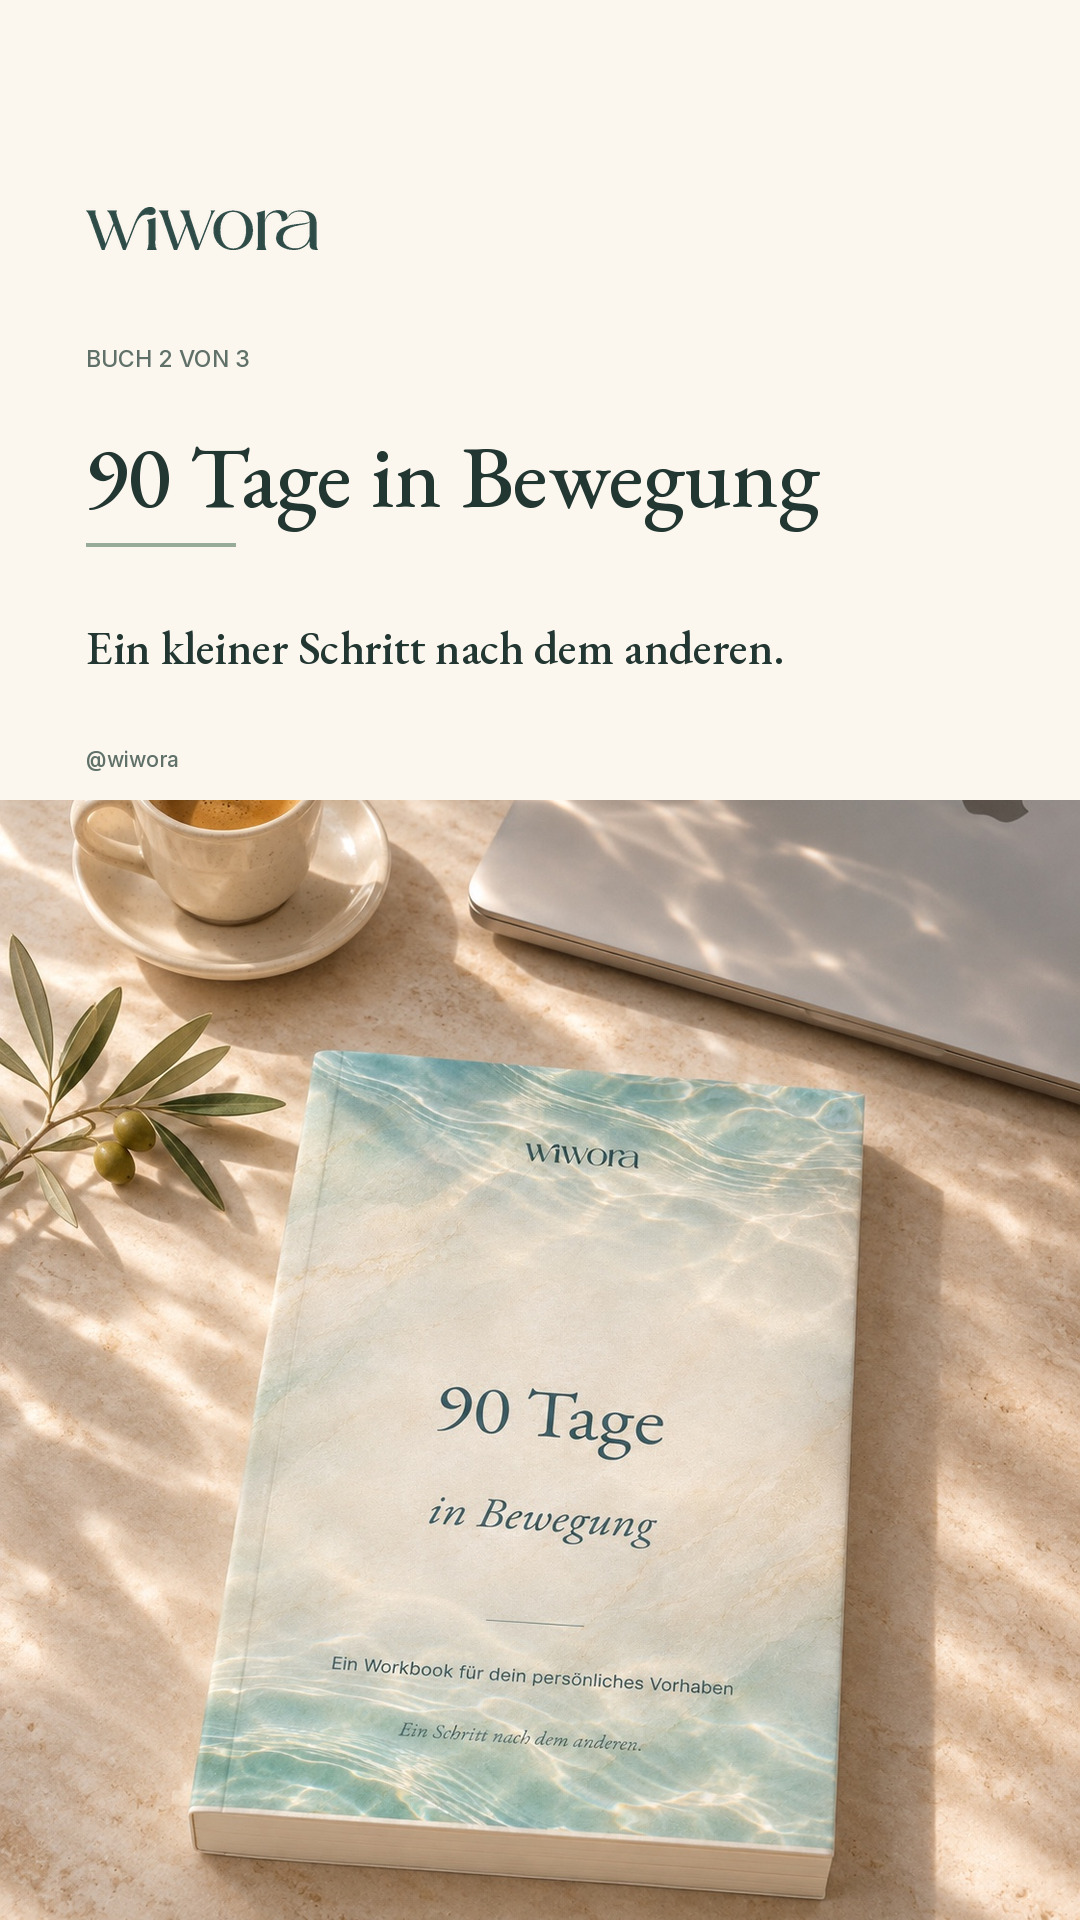 wiwora
BUCH 2 VON 3
90 Tage in Bewegung
Ein kleiner Schritt nach dem anderen.
@wiwora
wiwora
90 Tage
in Bewegung
Ein Workbook für dein persönliches Vorhaben
Ein Schritt nach dem anderen.